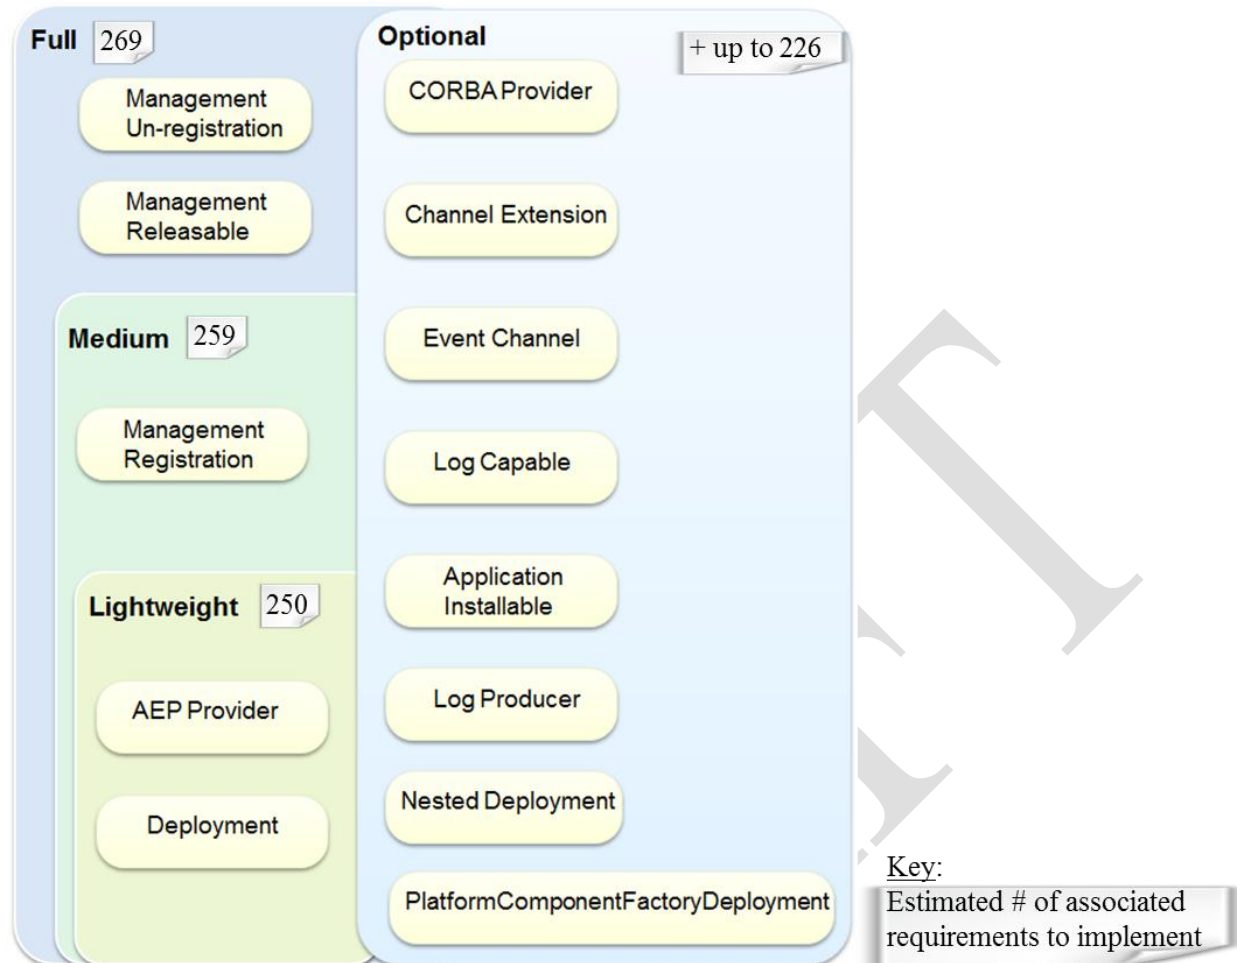 Full 269
Management
Un-registration
Management
Releasable
Medium 259
Management
Registration
Lightweight 250
AEP Provider
Deployment
Optional
+ up to 226
CORBA Provider
Channel Extension
Event Channel
Log Capable
Application
Installable
Log Producer
Nested Deployment
PlatformComponentFactoryDeployment
Key:
Estimated # of associated
requirements to implement